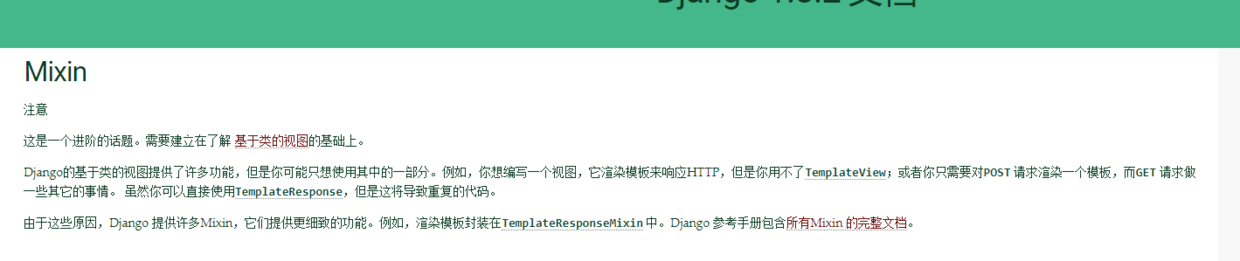 Django 1.8.2 文档
Mixin
注意
这是一个进阶的话题。需要建立在了解 基于类的视图的基础上。
Django的基于类的视图提供了许多功能，但是你可能只想使用其中的一部分。例如，你想编写一个视图，它渲染模板来响应HTTP，但是你用不了TemplateView；或者你只需要对POST 请求渲染一个模板，而GET 请求做
一些其它的事情。 虽然你可以直接使用TemplateResponse，但是这将导致重复的代码。
由于这些原因，Django 提供许多Mixin，它们提供更细致的功能。例如，渲染模板封装在TemplateResponseMixin 中。Django 参考手册包含所有Mixin 的完整文档。